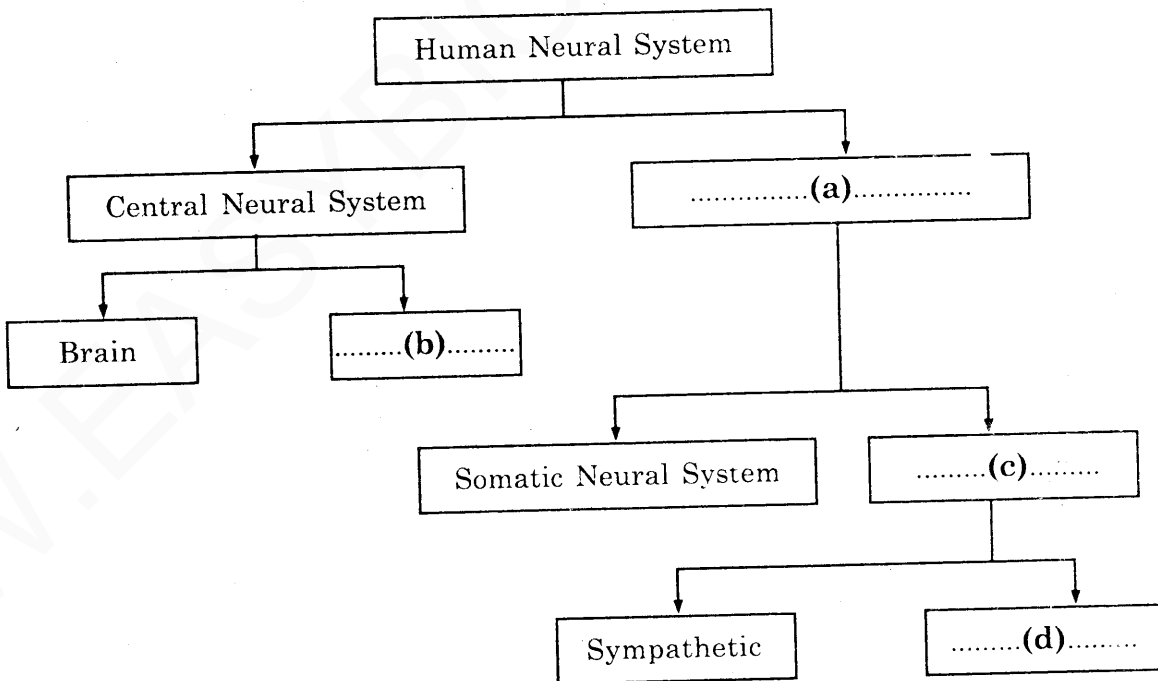 Human Neural System
Central Neural System
...............(a)...............
Brain
.........(b).........
Somatic Neural System
.........(c).........
Sympathetic
.........(d).........